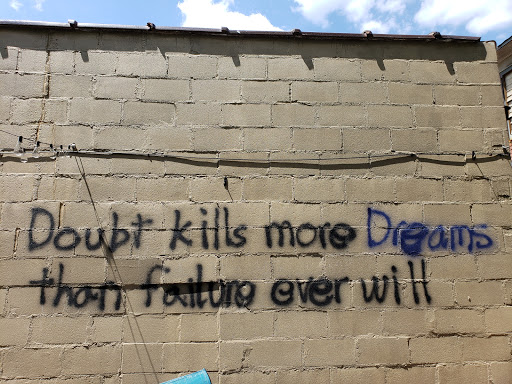 Doubt kills more Dreams
than failure ever will